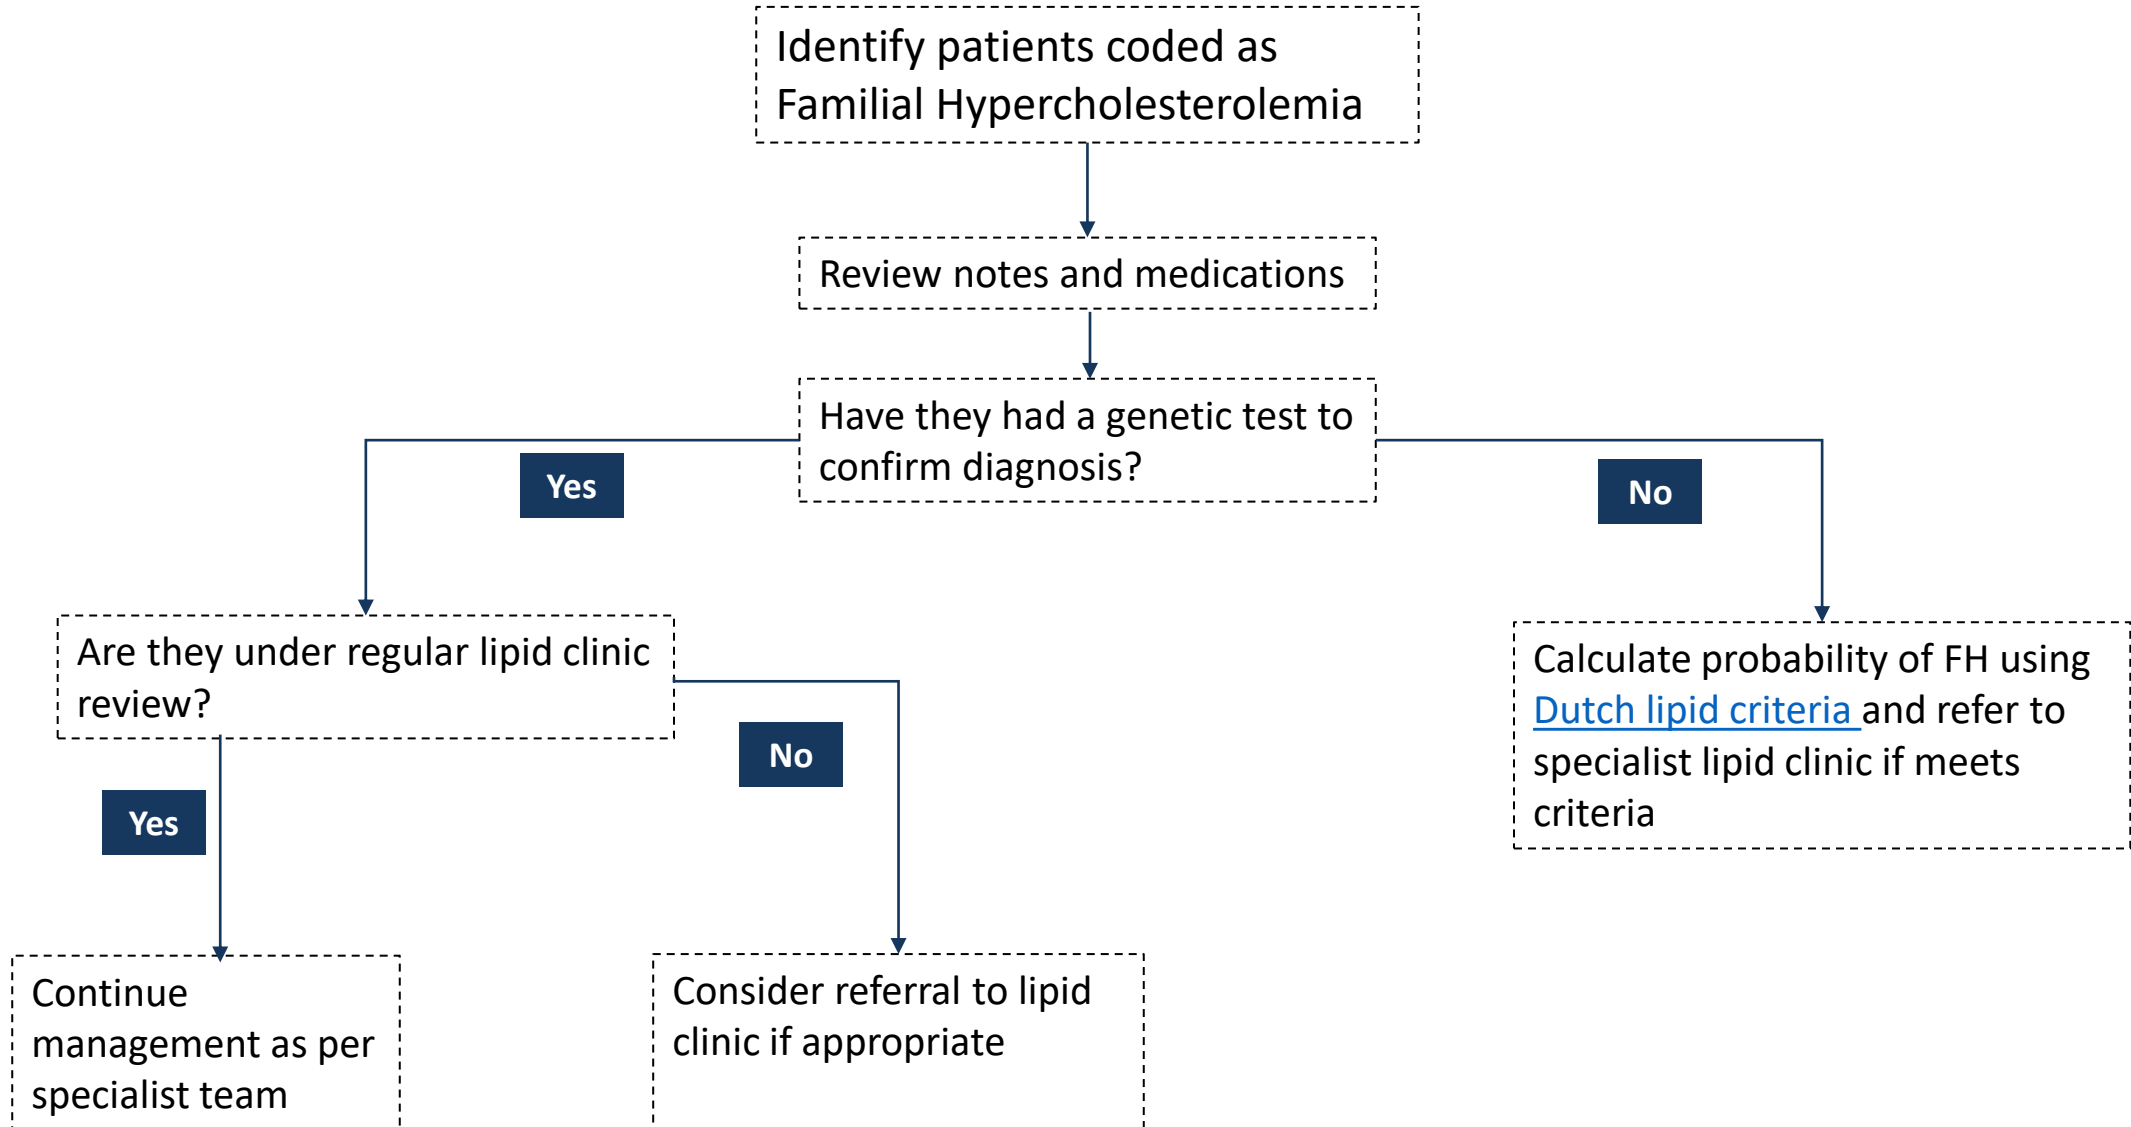 Identify patients coded as
Familial Hypercholesterolemia
Review notes and medications
Have they had a genetic test to
confirm diagnosis?
Yes
No
Are they under regular lipid clinic
review?
Calculate probability of FH using
Dutch lipid criteria and refer to
specialist lipid clinic if meets
criteria
No
Yes
Continue
management as per
specialist team
Consider referral to lipid
clinic if appropriate